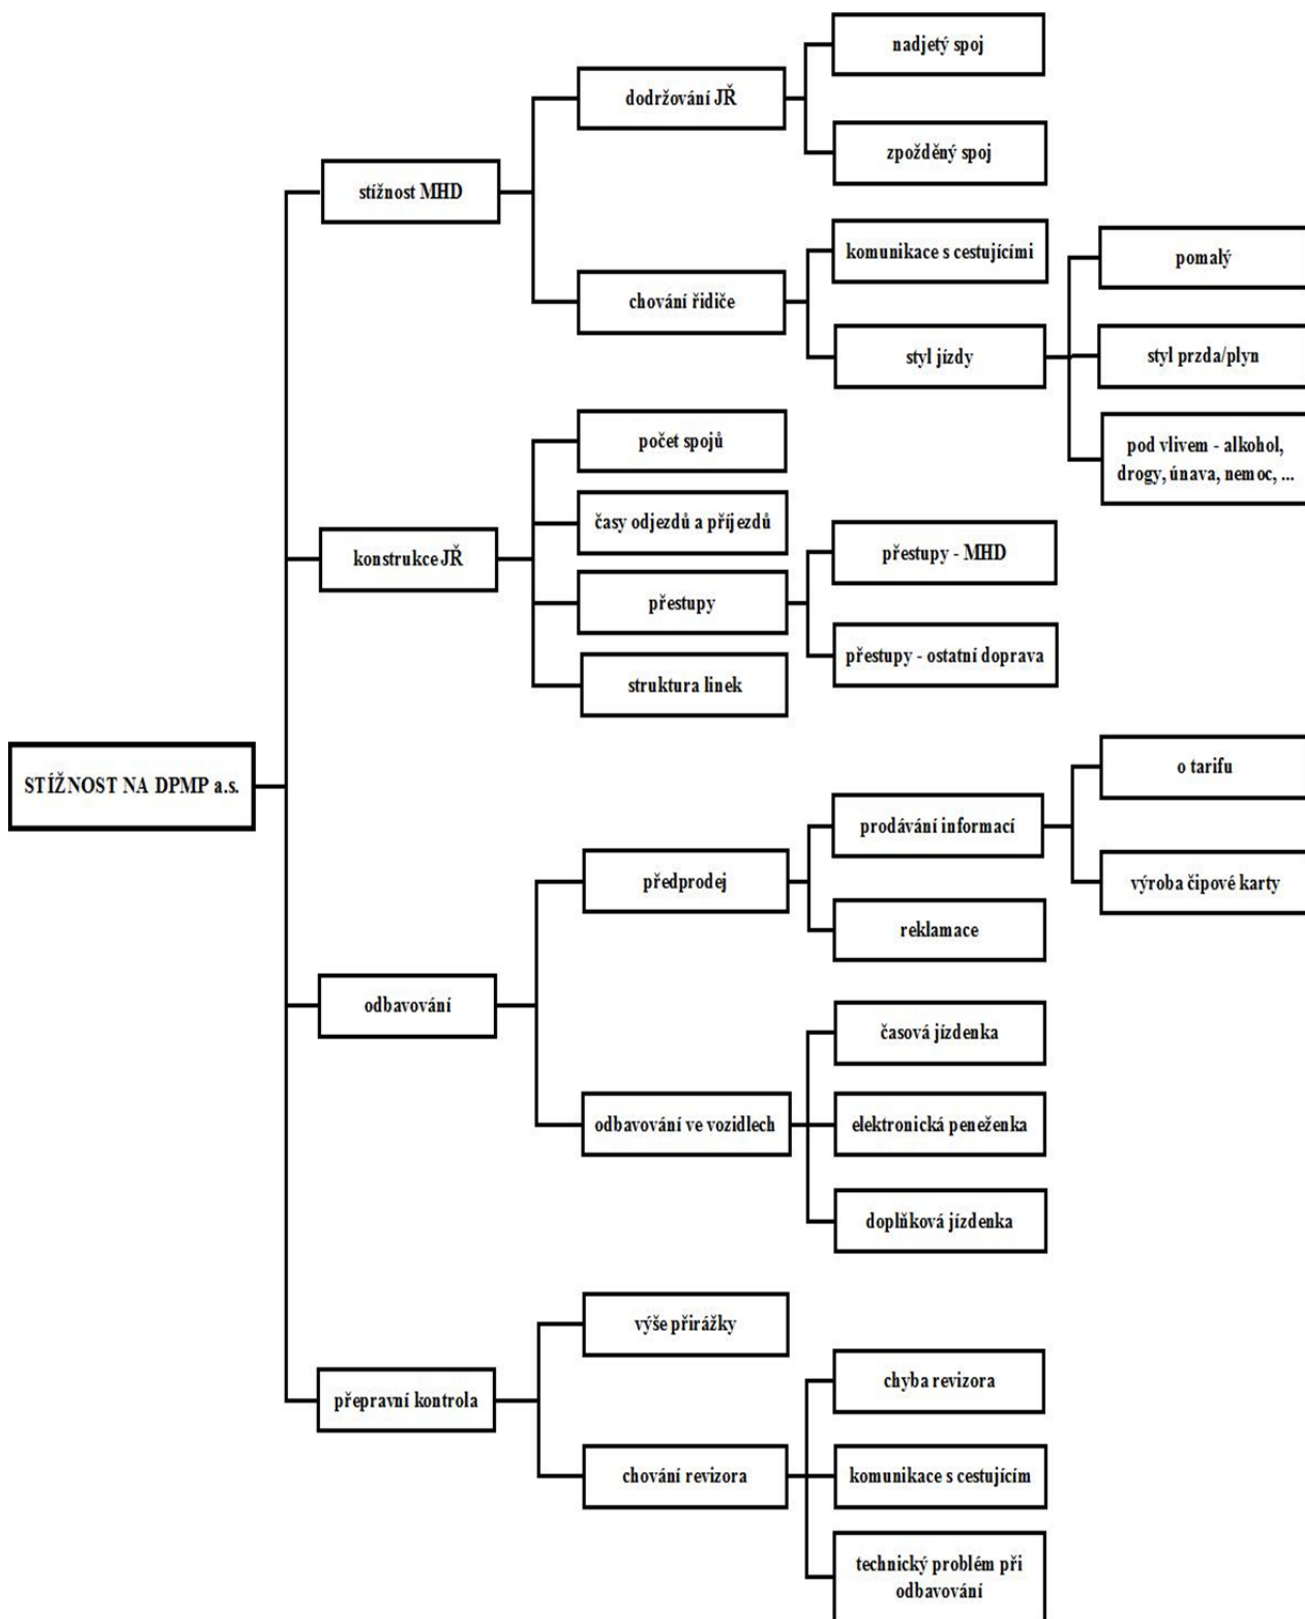 STÍŽNOST NA DPMP a.s.
stížnost MHD
dodržování JŘ
nadjetý spoj
zpožděný spoj
chování řidiče
komunikace s cestujícími
styl jízdy
pomalý
styl przda/plyn
pod vlivem - alkohol,
drogy, únava, nemoc, ...
konstrukce JŘ
počet spojů
časy odjezdů a příjezdů
přestupy
přestupy - MHD
přestupy - ostatní doprava
struktura linek
odbavování
předprodej
prodávání informací
o tarifu
výroba čipové karty
reklamace
odbavování ve vozidlech
časová jízdenka
elektronická peneženka
doplňková jízdenka
přepravní kontrola
výše přirážky
chování revizora
chyba revizora
komunikace s cestujícím
technický problém při
odbavování